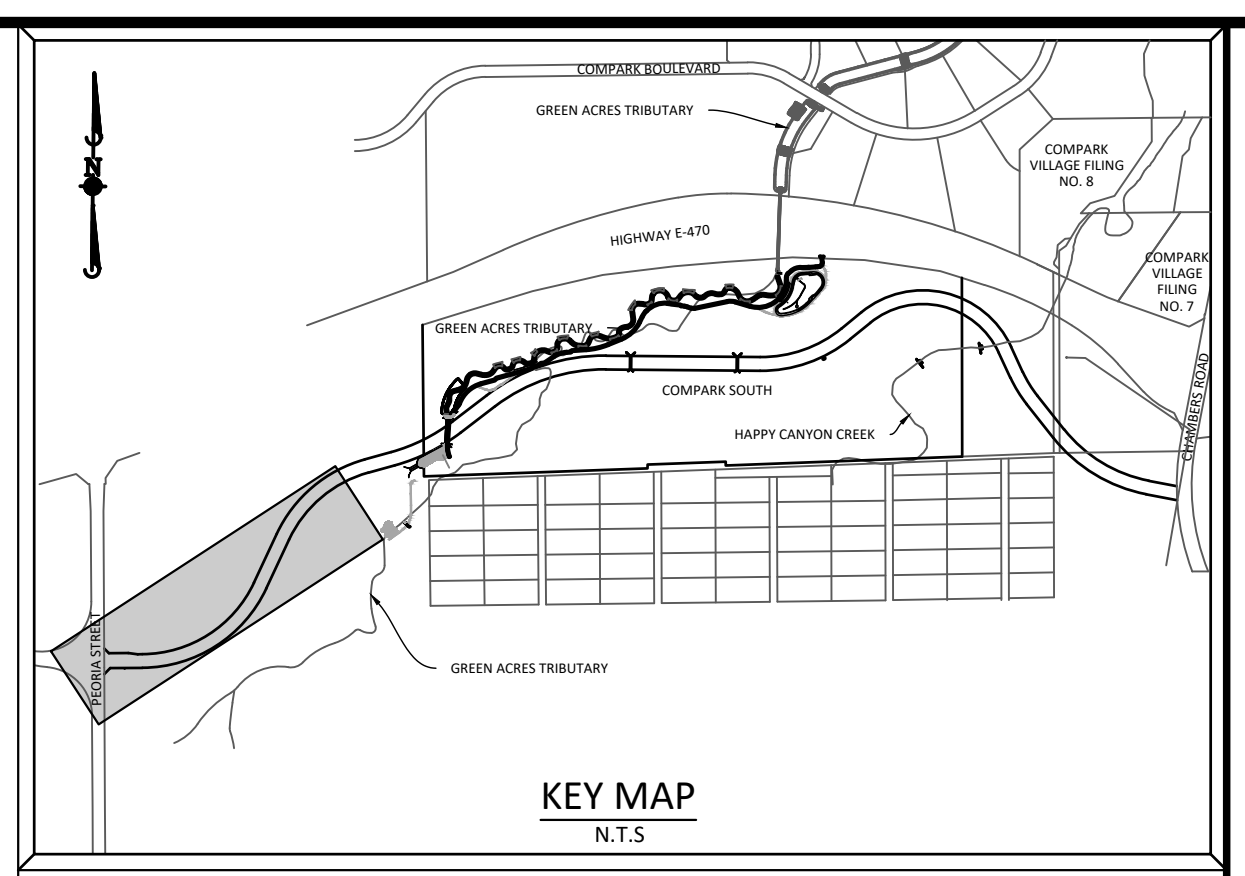 COMPARK BOULEVARD
GREEN ACRES TRIBUTARY
COMPARK
VILLAGE FILING
NO. 8
N
HIGHWAY E-470
COMPARK
VILLAGE
FILING
NO. 7
GREEN ACRES TRIBUTARY
COMPARK SOUTH
CHAMBERS ROAD
HAPPY CANYON CREEK
PEORIA STREET
GREEN ACRES TRIBUTARY
KEY MAP
N.T.S